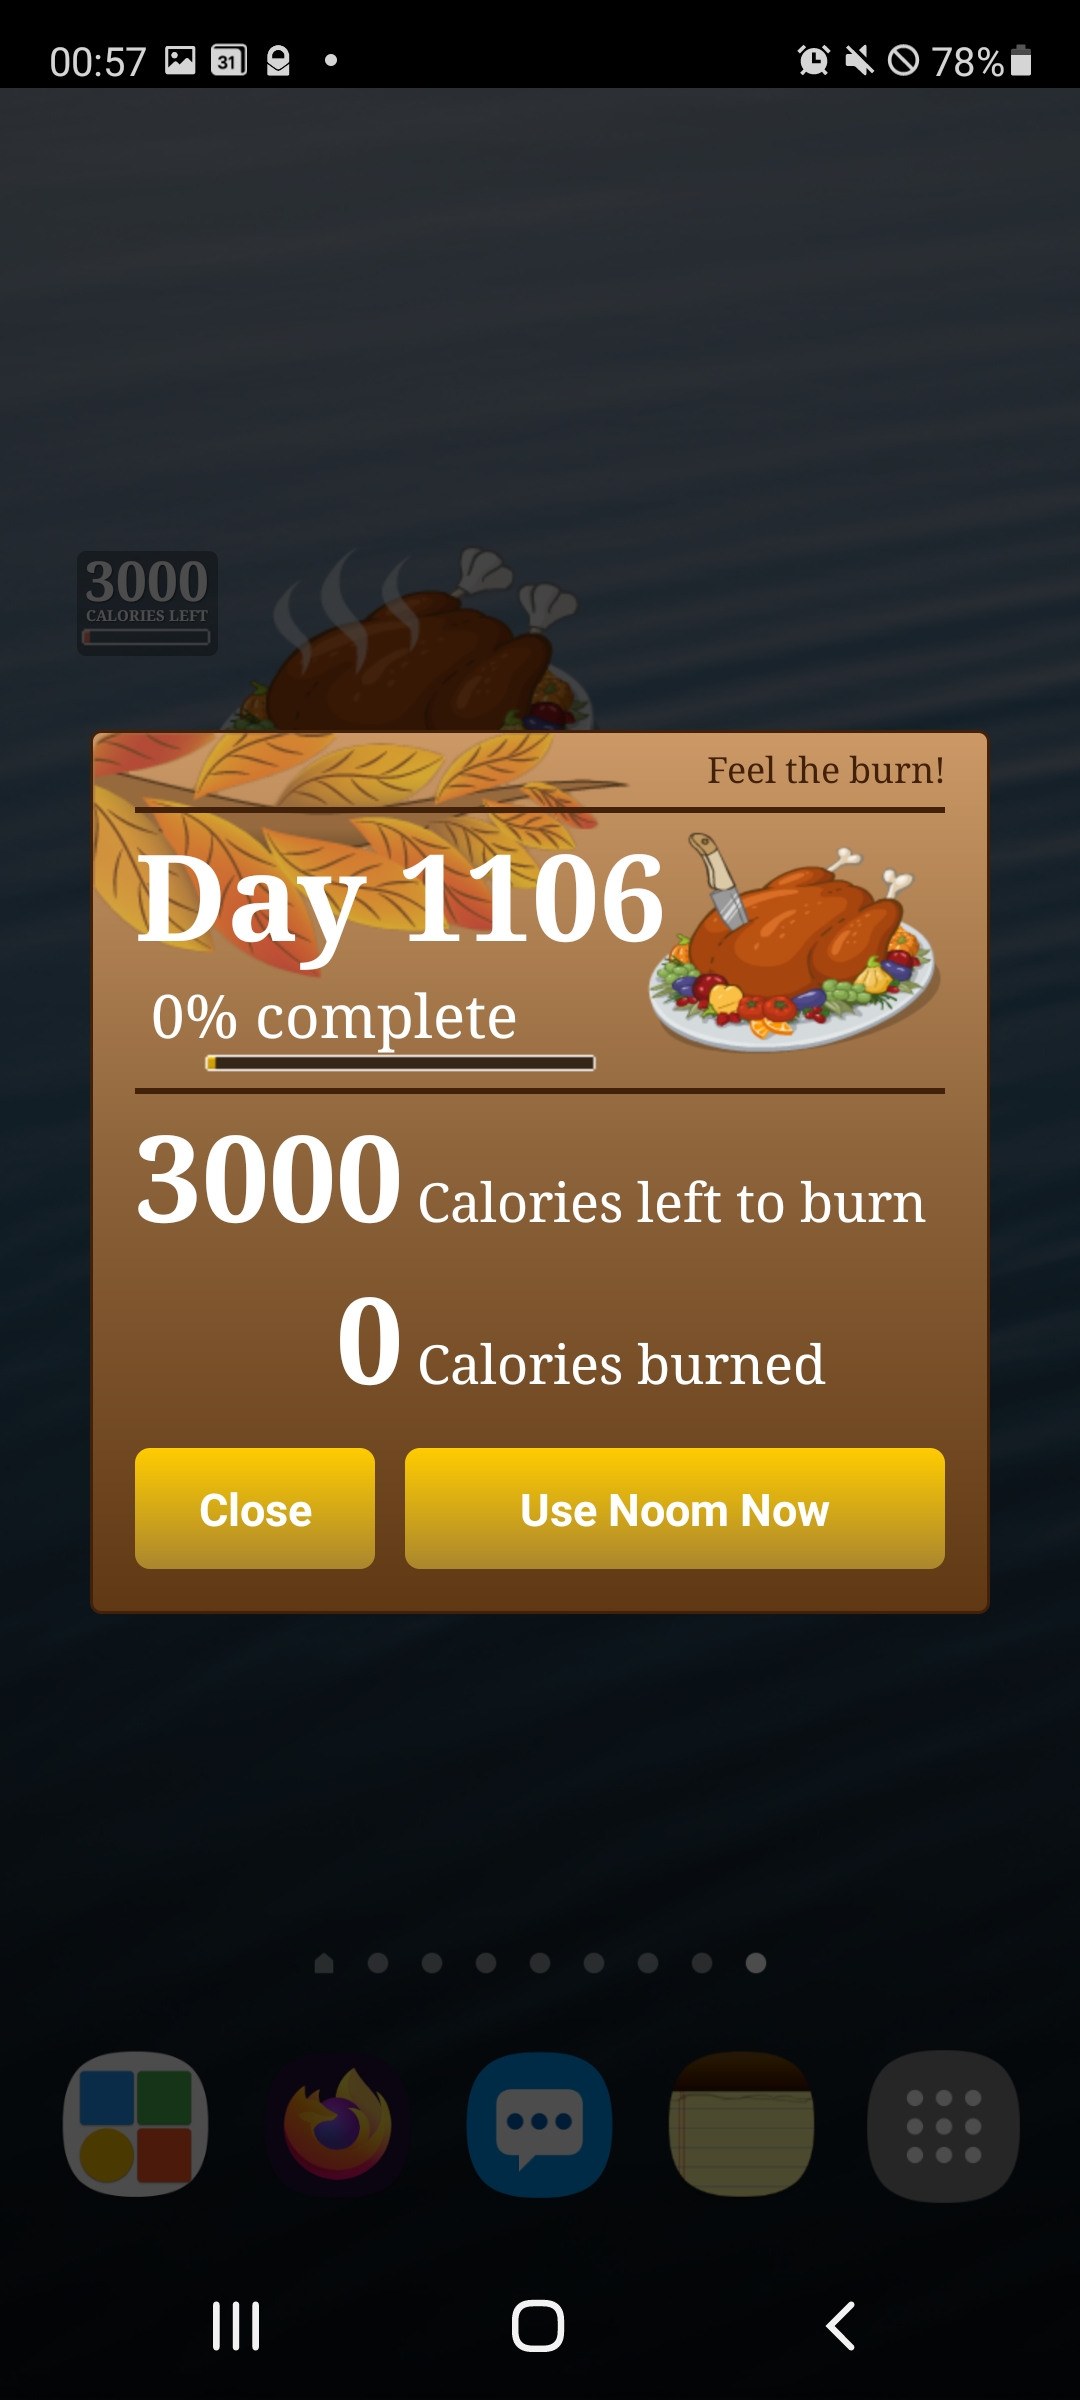 00:57
31
78%
3000
CALORIES LEFT
Feel the burn!
Day 1106
0% complete
3000 Calories left to burn
0 Calories burned
Close
Use Noom Now